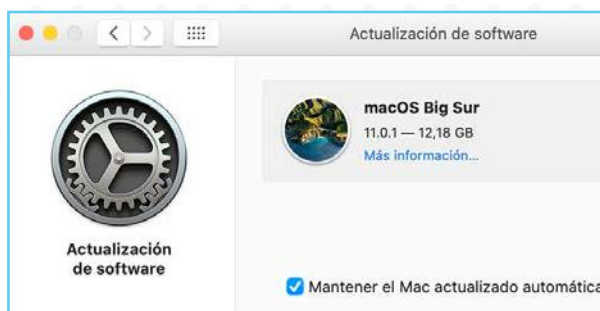 Actualización de software
macOS Big Sur
11.0.1 — 12,18 GB
Más información...
Actualización
de software
Mantener el Mac actualizado automática